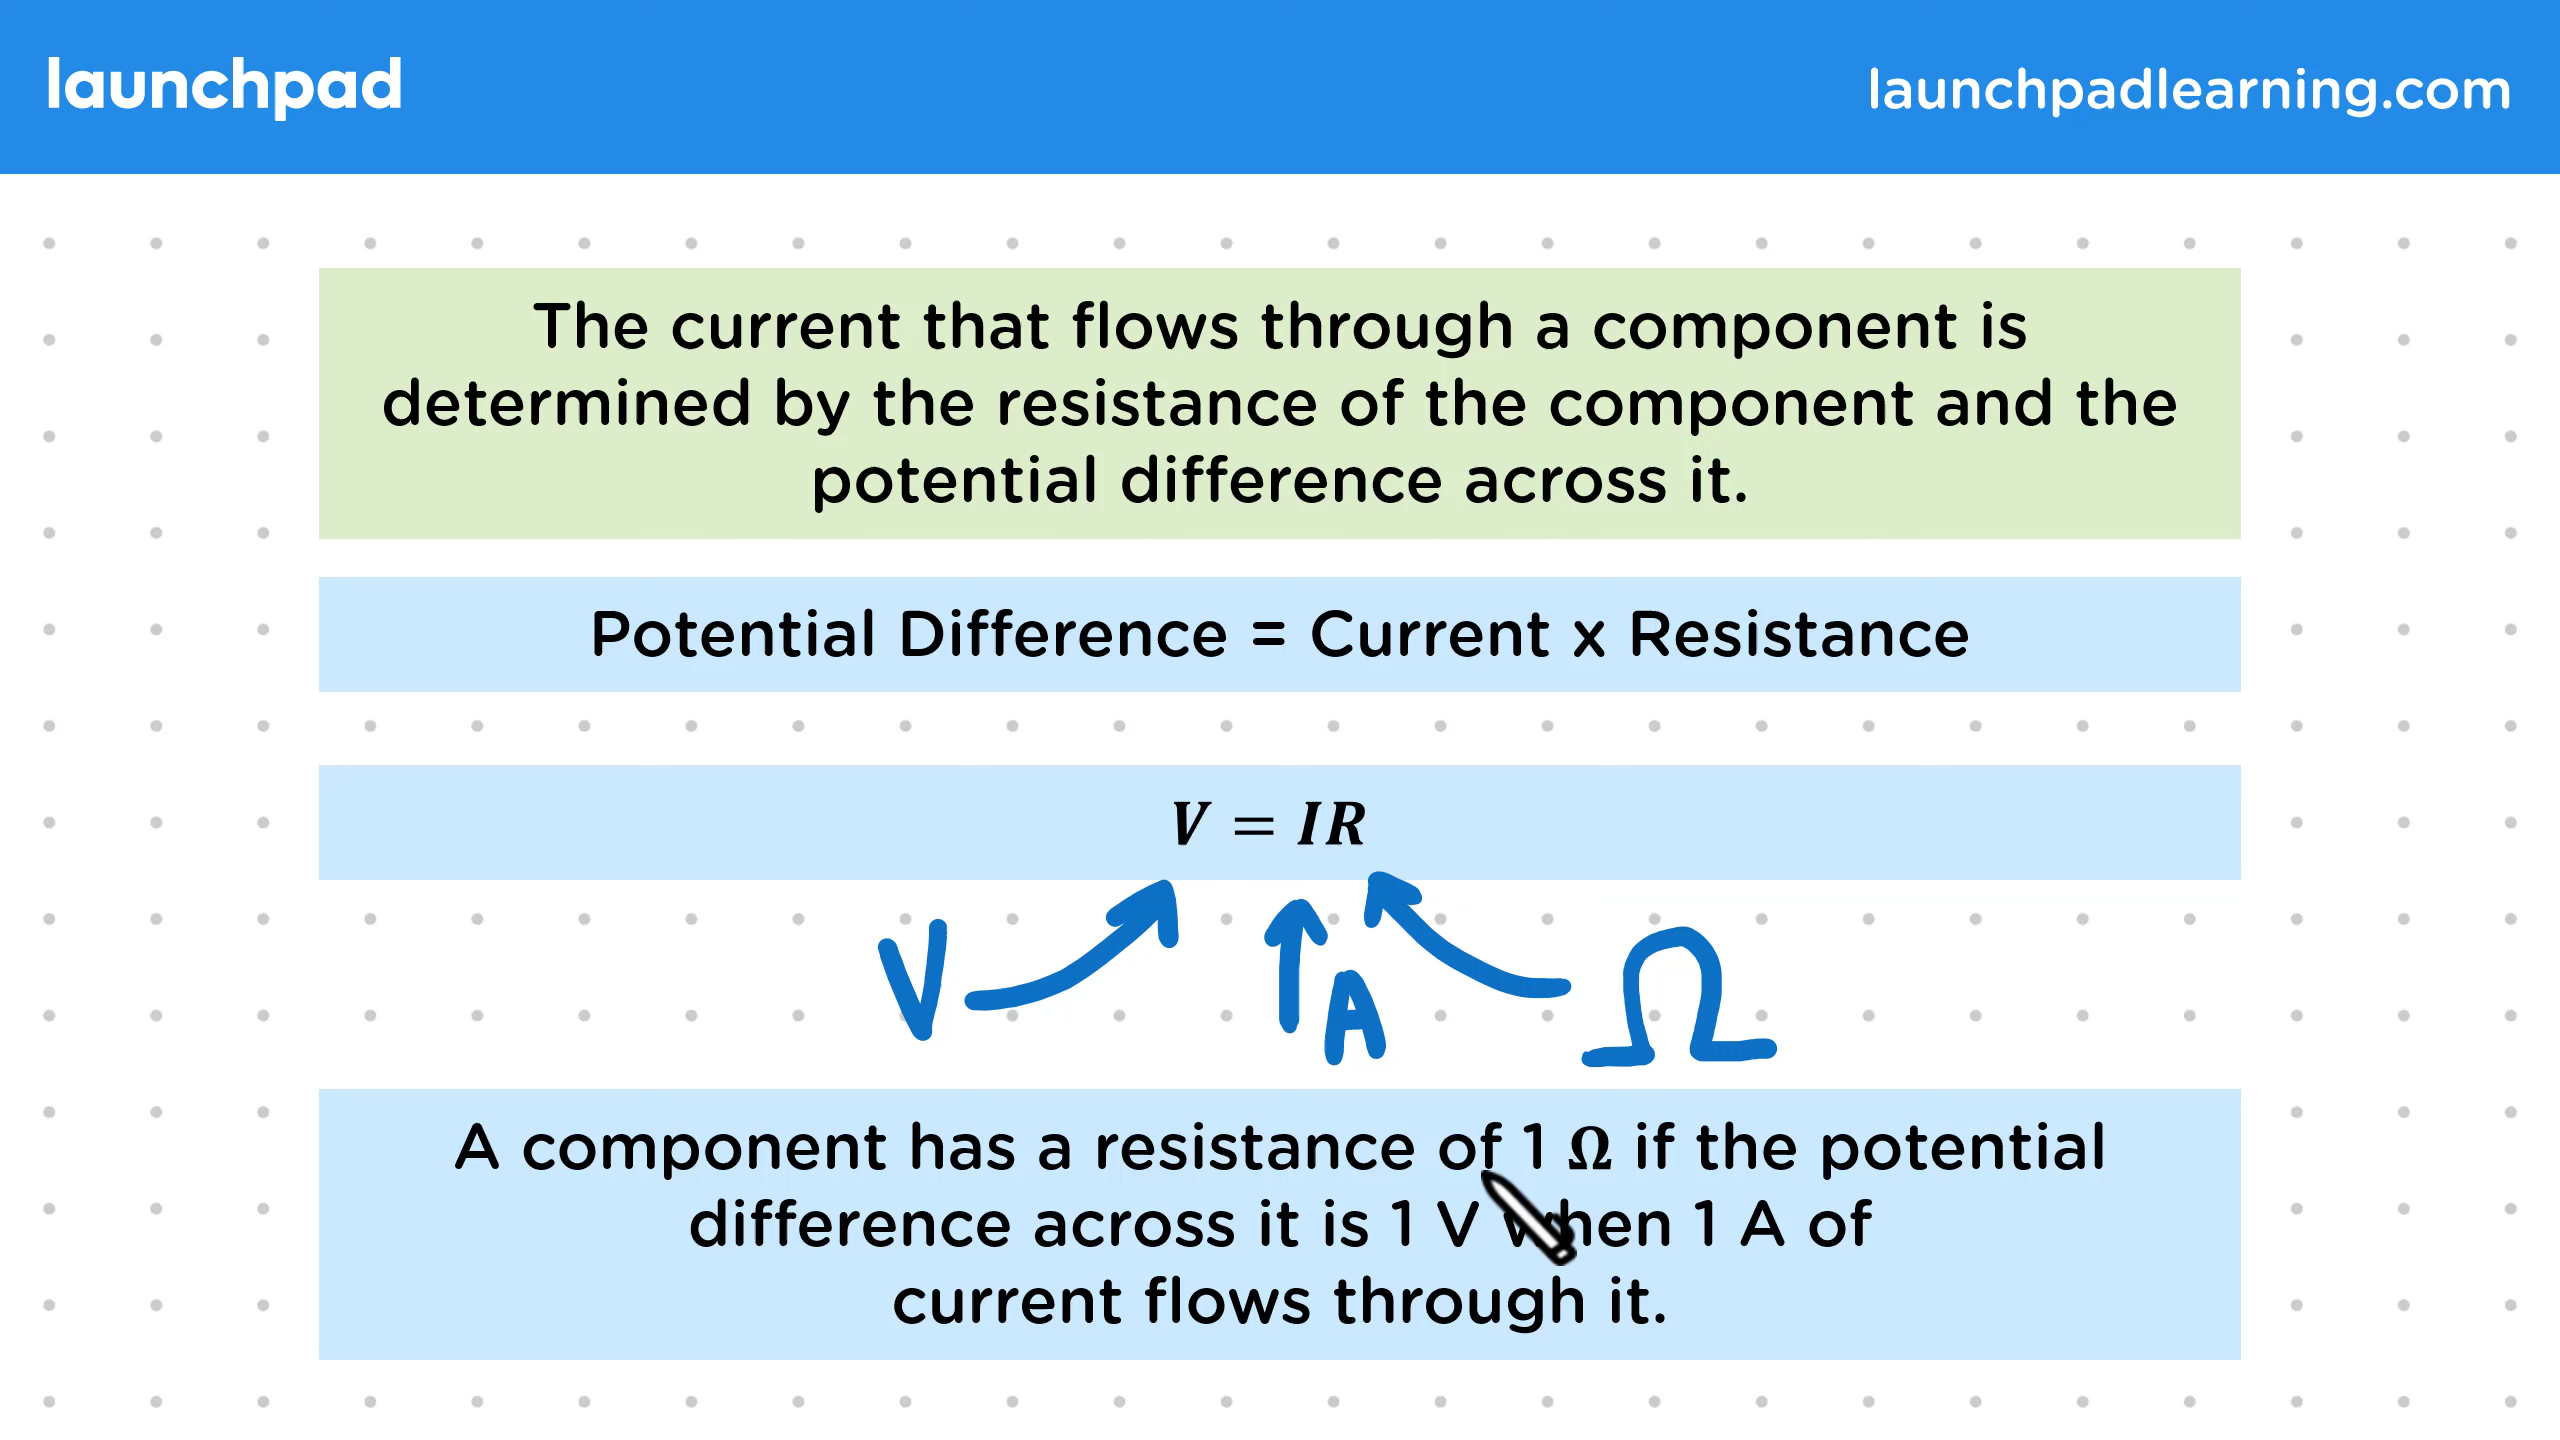 launchpad
launchpadlearning.com
The current that flows through a component is
determined by the resistance of the component and the
potential difference across it.
Potential Difference = Current x Resistance
V = IR
V A Ω
A component has a resistance of 1 Ω if the potential
difference across it is 1 V when 1 A of
current flows through it.